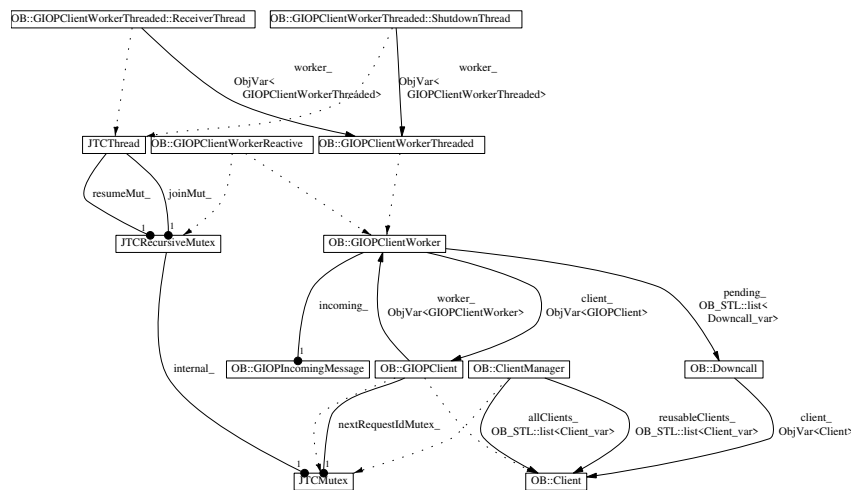 OB::GIOPClientWorkerThreaded::ReceiverThread
OB::GIOPClientWorkerThreaded::ShutdownThread
worker_
ObjVar<
GIOPClientWorkerThreaded>
worker_
ObjVar<
GIOPClientWorkerThreaded>
JTCThread
OB::GIOPClientWorkerReactive
OB::GIOPClientWorkerThreaded
resumeMut_
joinMut_
1
1
JTCRecursiveMutex
OB::GIOPClientWorker
incoming_
worker_
ObjVar<GIOPClientWorker>
client_
ObjVar<GIOPClient>
pending_
OB_STL::list<
Downcall_var>
1
internal_
OB::GIOPIncomingMessage
OB::GIOPClient
OB::ClientManager
OB::Downcall
nextRequestIdMutex_
allClients_
OB_STL::list<Client_var>
reusableClients_
OB_STL::list<Client_var>
client_
ObjVar<Client>
1
1
JTCMutex
OB::Client